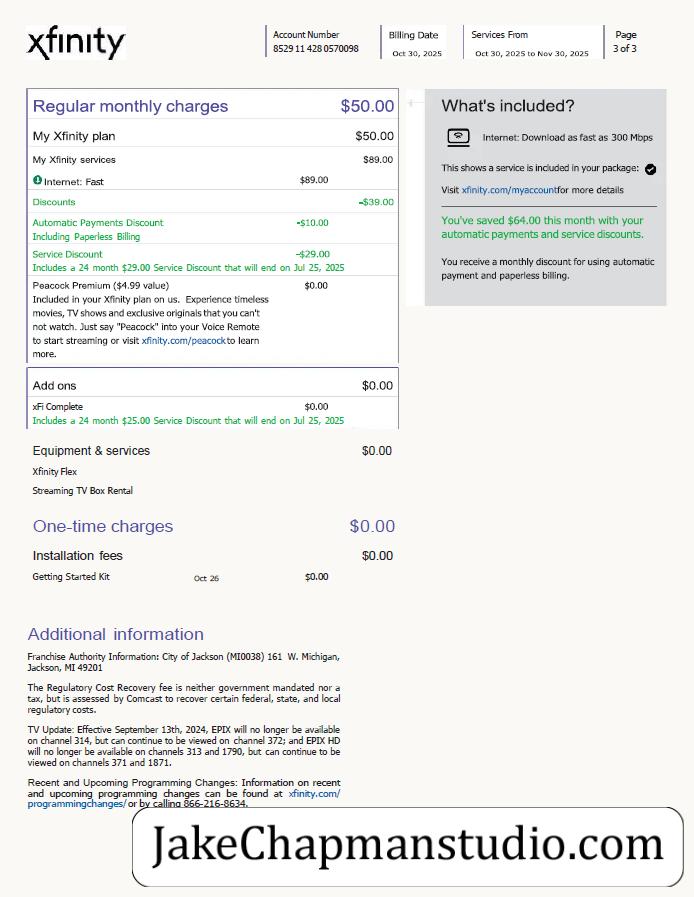 xfinity
Account Number
8529 11 428 0570098
Billing Date
Oct 30, 2025
Services From
Oct 30, 2025 to Nov 30, 2025
Page
3 of 3
Regular monthly charges $50.00
My Xfinity plan $50.00
My Xfinity services $89.00
Internet: Fast $89.00
Discounts -$39.00
Automatic Payments Discount -$10.00
Including Paperless Billing
Service Discount -$29.00
Includes a 24 month $29.00 Service Discount that will end on Jul 25, 2025
Peacock Premium ($4.99 value) $0.00
Included in your Xfinity plan on us. Experience timeless
movies, TV shows and exclusive originals that you can't
not watch. Just say "Peacock" into your Voice Remote
to start streaming or visit xfinity.com/peacock to learn
more.
Add ons $0.00
xFi Complete $0.00
Includes a 24 month $25.00 Service Discount that will end on Jul 25, 2025
Equipment & services $0.00
Xfinity Flex
Streaming TV Box Rental
One-time charges $0.00
Installation fees $0.00
Getting Started Kit Oct 26 $0.00
What's included?
Internet: Download as fast as 300 Mbps
This shows a service is included in your package:
Visit xfinity.com/myaccountfor more details
You've saved $64.00 this month with your
automatic payments and service discounts.
You receive a monthly discount for using automatic
payment and paperless billing.
Additional information
Franchise Authority Information: City of Jackson (MI0038) 161 W. Michigan,
Jackson, MI 49201
The Regulatory Cost Recovery fee is neither government mandated nor a
tax, but is assessed by Comcast to recover certain federal, state, and local
regulatory costs.
TV Update: Effective September 13th, 2024, EPIX will no longer be available
on channel 314, but can continue to be viewed on channel 372; and EPIX HD
will no longer be available on channels 313 and 1790, but can continue to be
viewed on channels 371 and 1871.
Recent and Upcoming Programming Changes: Information on recent
and upcoming programming changes can be found at xfinity.com/
programmingchanges/ or by calling 866-216-8634.
JakeChapmanstudio.com